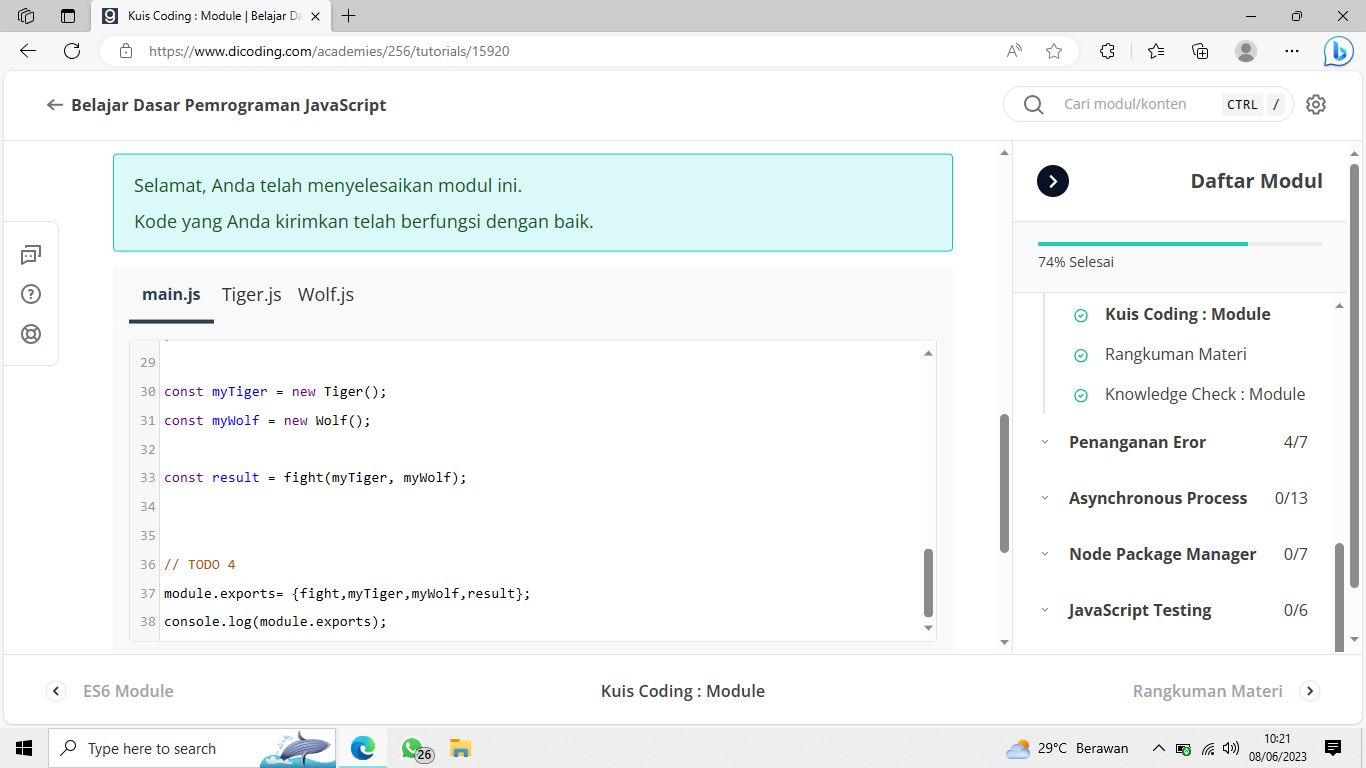 Kuis Coding : Module | Belajar Da
https://www.dicoding.com/academies/256/tutorials/15920
Belajar Dasar Pemrograman JavaScript
Cari modul/konten CTRL /
Selamat, Anda telah menyelesaikan modul ini.
Kode yang Anda kirimkan telah berfungsi dengan baik.
main.js Tiger.js Wolf.js
29
30 const myTiger = new Tiger();
31 const myWolf = new Wolf();
32
33 const result = fight(myTiger, myWolf);
34
35
36 // TODO 4
37 module.exports= {fight,myTiger,myWolf,result};
38 console.log(module.exports);
Daftar Modul
74% Selesai
Kuis Coding : Module
Rangkuman Materi
Knowledge Check : Module
Penanganan Eror 4/7
Asynchronous Process 0/13
Node Package Manager 0/7
JavaScript Testing 0/6
ES6 Module
Kuis Coding : Module
Rangkuman Materi
Type here to search
26
29°C Berawan
10:21
08/06/2023